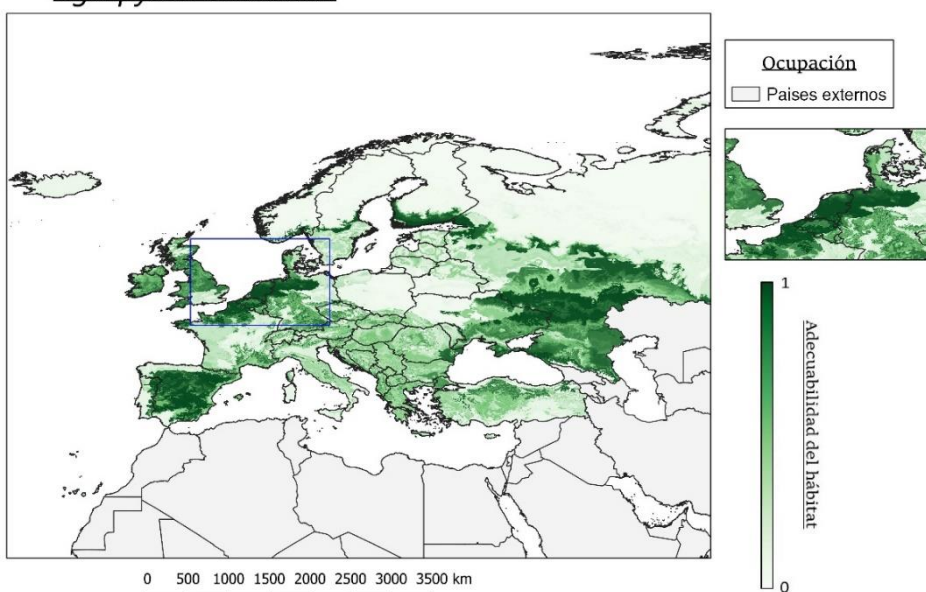 Ocupación
Paises externos
1
Adecuabilidad del hábitat
0
0 500 1000 1500 2000 2500 3000 3500 km